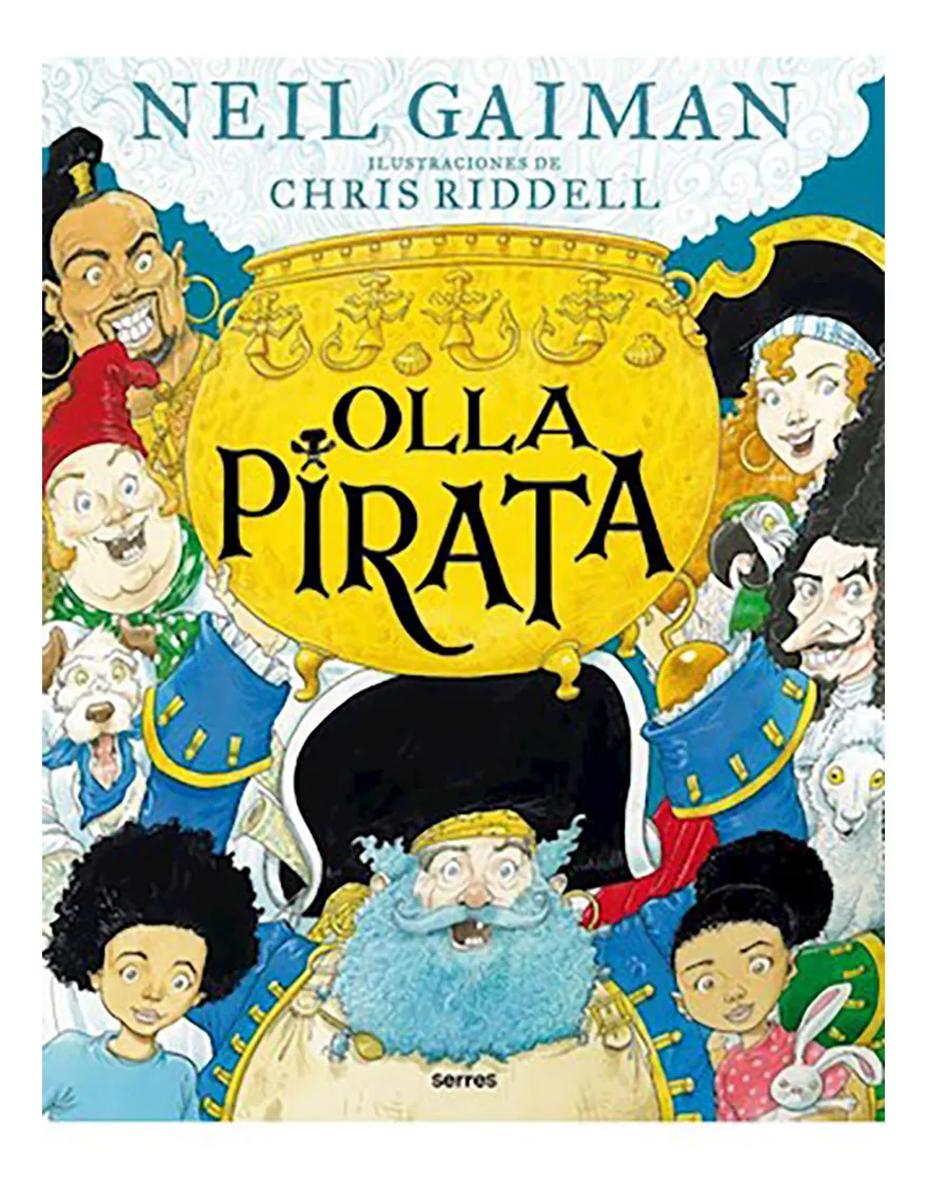 NEIL GAIMAN
ILUSTRACIONES DE
CHRIS RIDDELL
OLLA
PIRATA
serres